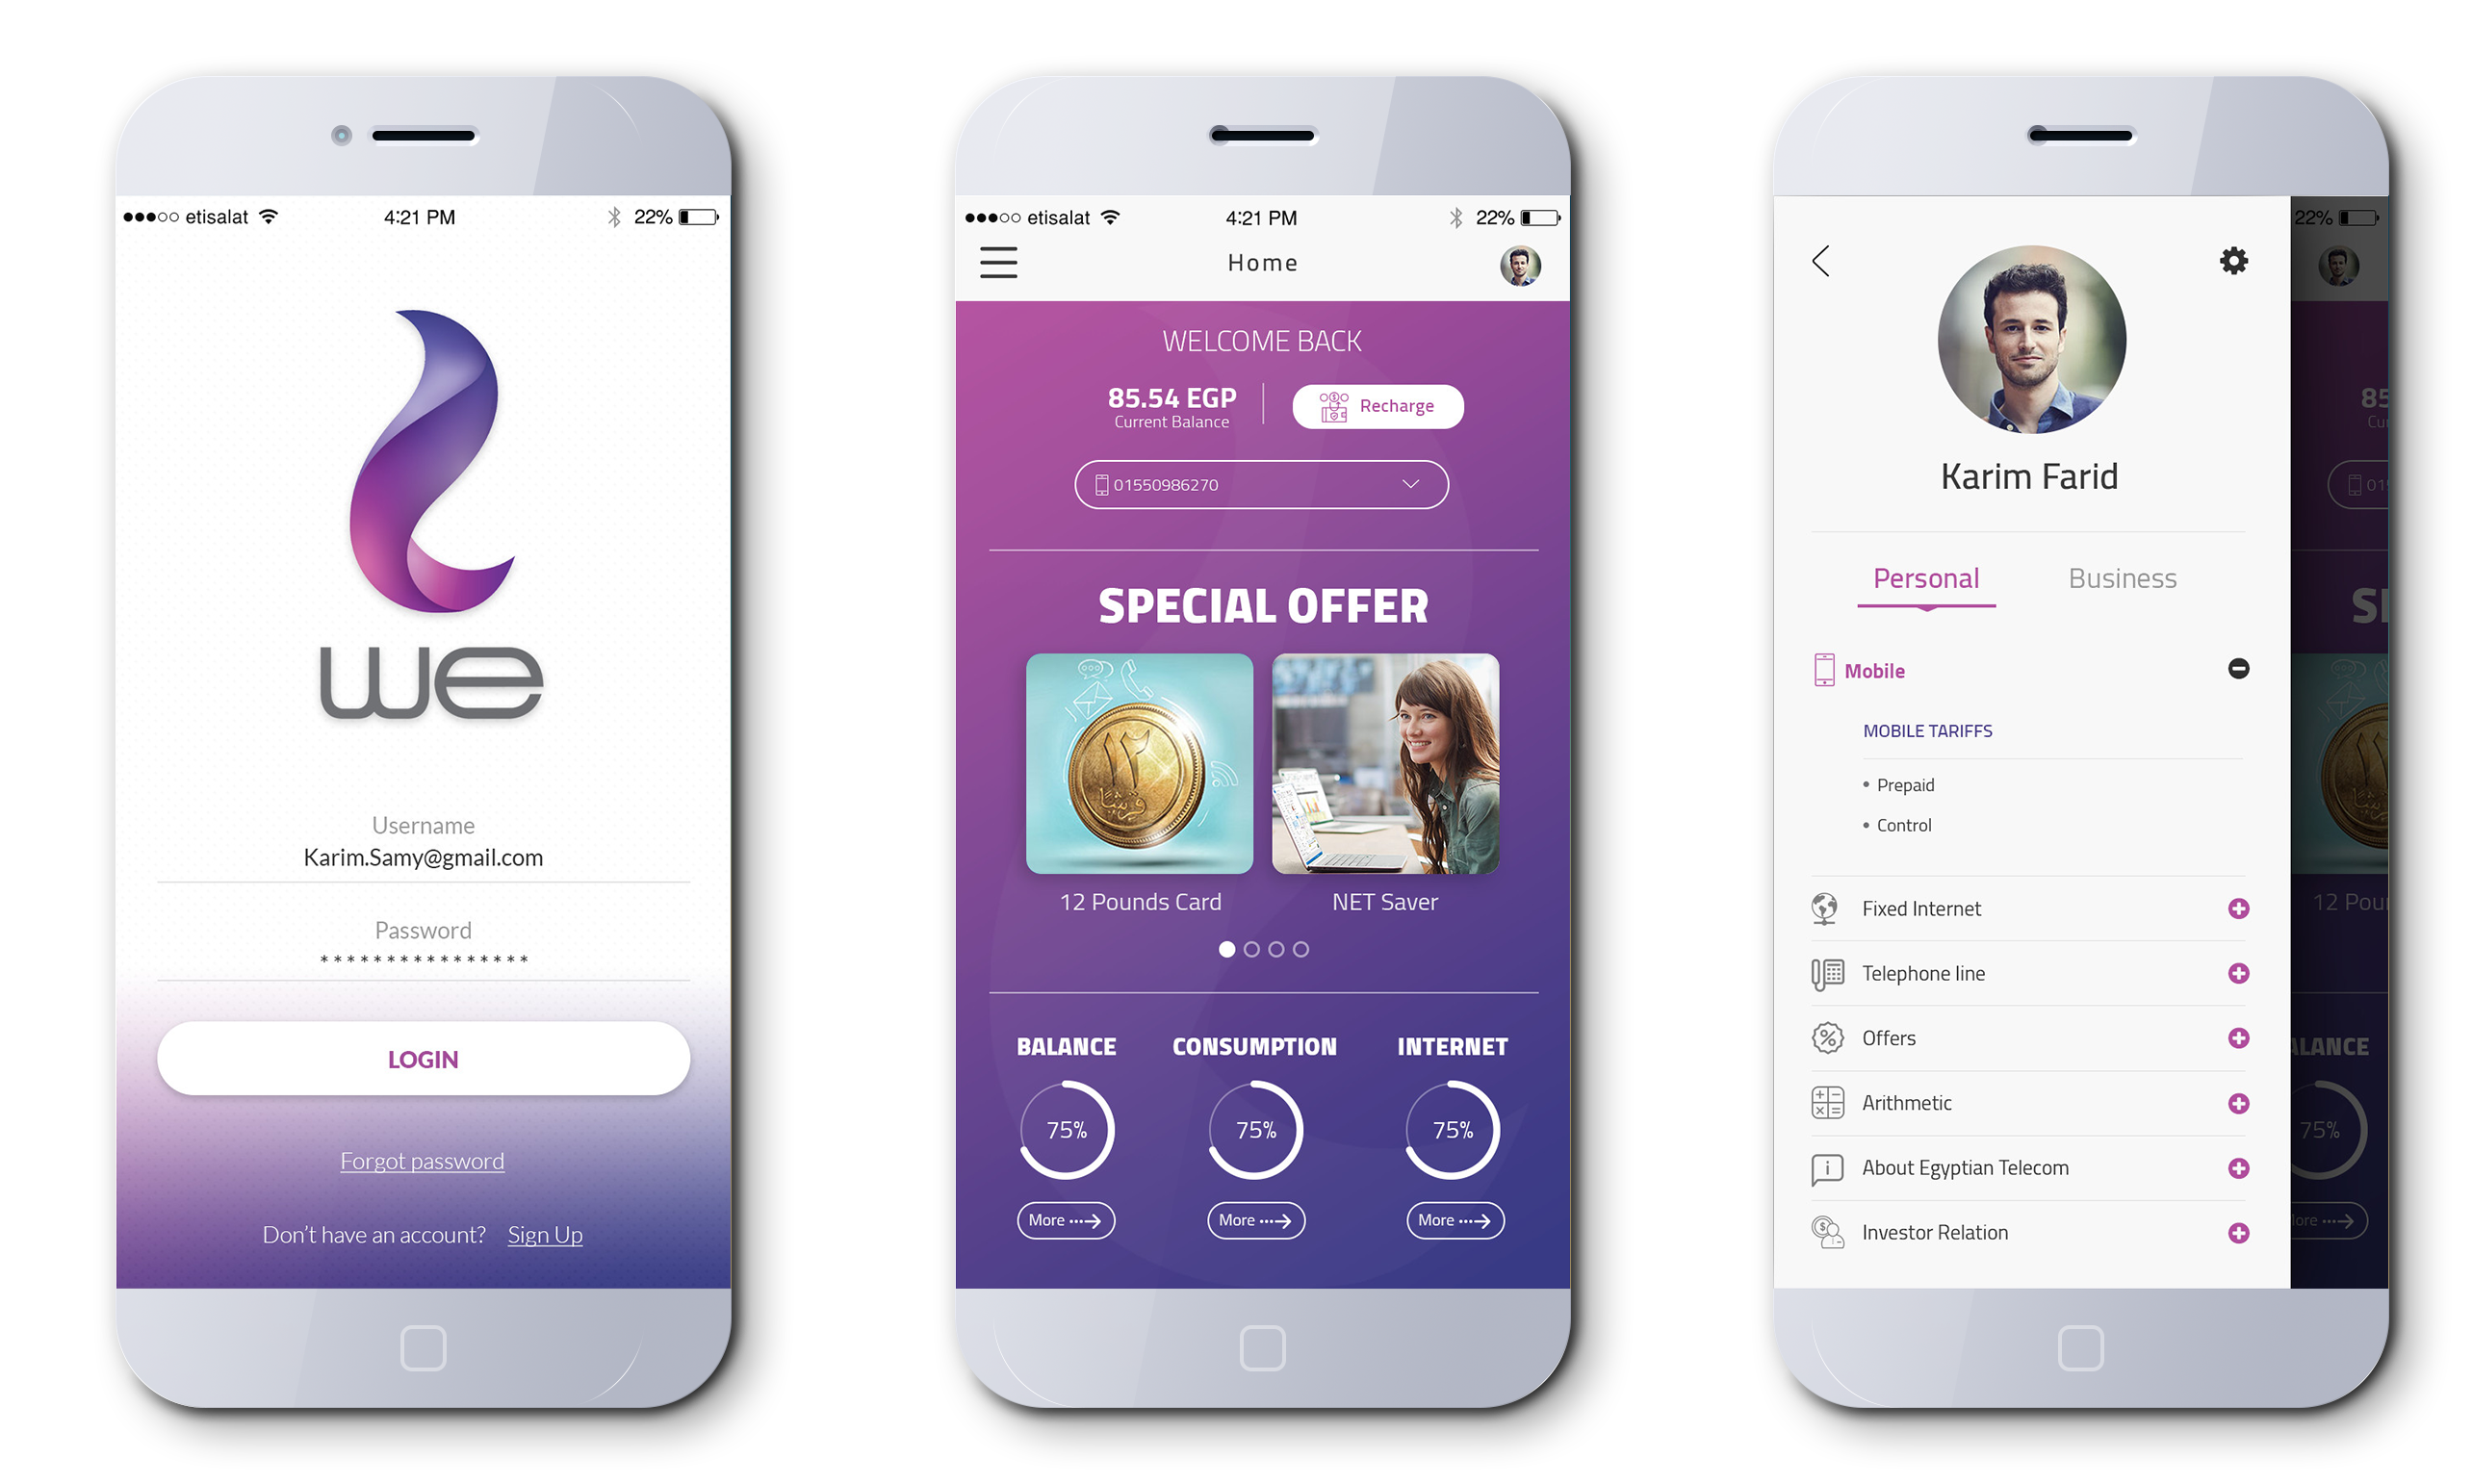 etisalat 4:21 PM 22%
we
Username
Karim.Samy@gmail.com
Password
****************
LOGIN
Forgot password
Don't have an account? Sign Up
etisalat 4:21 PM 22%
Home
WELCOME BACK
85.54 EGP
Current Balance
Recharge
01550986270
SPECIAL OFFER
١٢
قرشًا
12 Pounds Card
NET Saver
BALANCE CONSUMPTION INTERNET
75% 75% 75%
More More More
22%
Karim Farid
Personal Business
Mobile
MOBILE TARIFFS
• Prepaid
• Control
Fixed Internet
Telephone line
Offers
Arithmetic
About Egyptian Telecom
Investor Relation
85
Cu
01
S
12 Pou
ALANCE
75%
ore